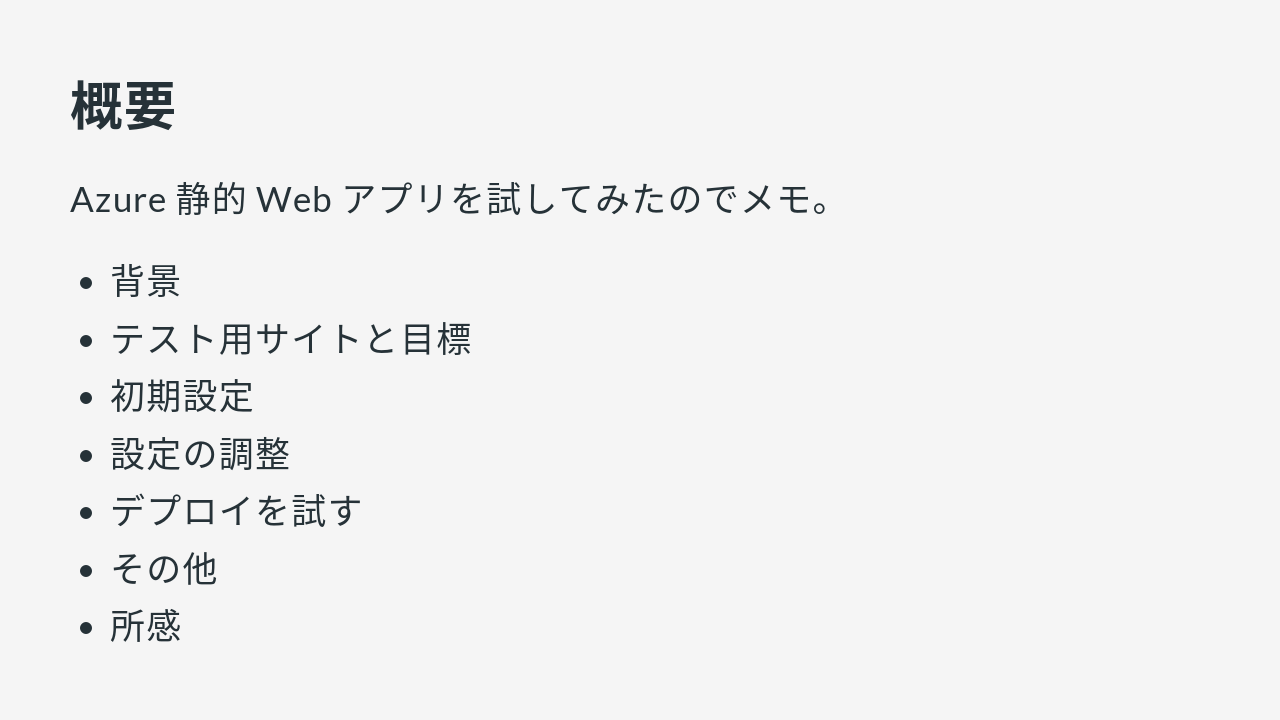 概要
Azure 静的 Web アプリを試してみたのでメモ。
背景
テスト用サイトと目標
初期設定
設定の調整
デプロイを試す
その他
所感